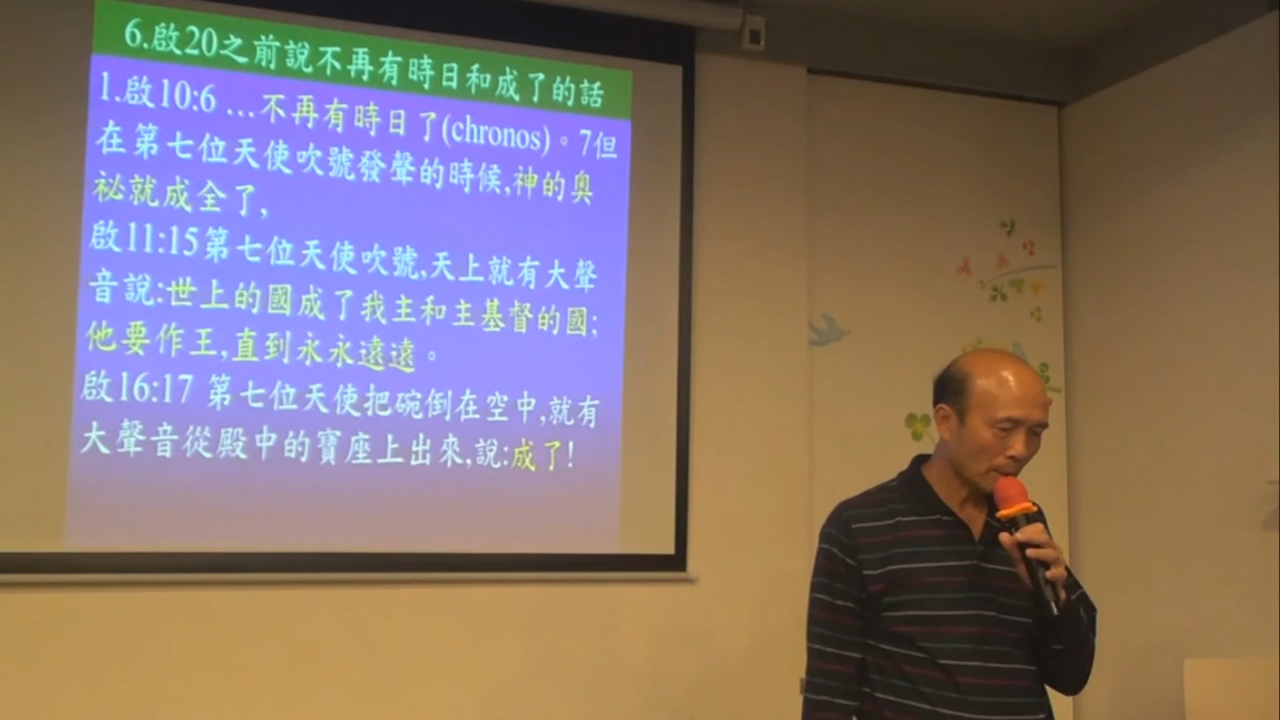 6.啟20之前說不再有時日和成了的話
1.啟10:6 …不再有時日了(chronos)。7但
在第七位天使吹號發聲的時候,神的奧
祕就成全了,
啟11:15第七位天使吹號,天上就有大聲
音說:世上的國成了我主和主基督的國;
他要作王,直到永永遠遠。
啟16:17 第七位天使把碗倒在空中,就有
大聲音從殿中的寶座上出來,說:成了!